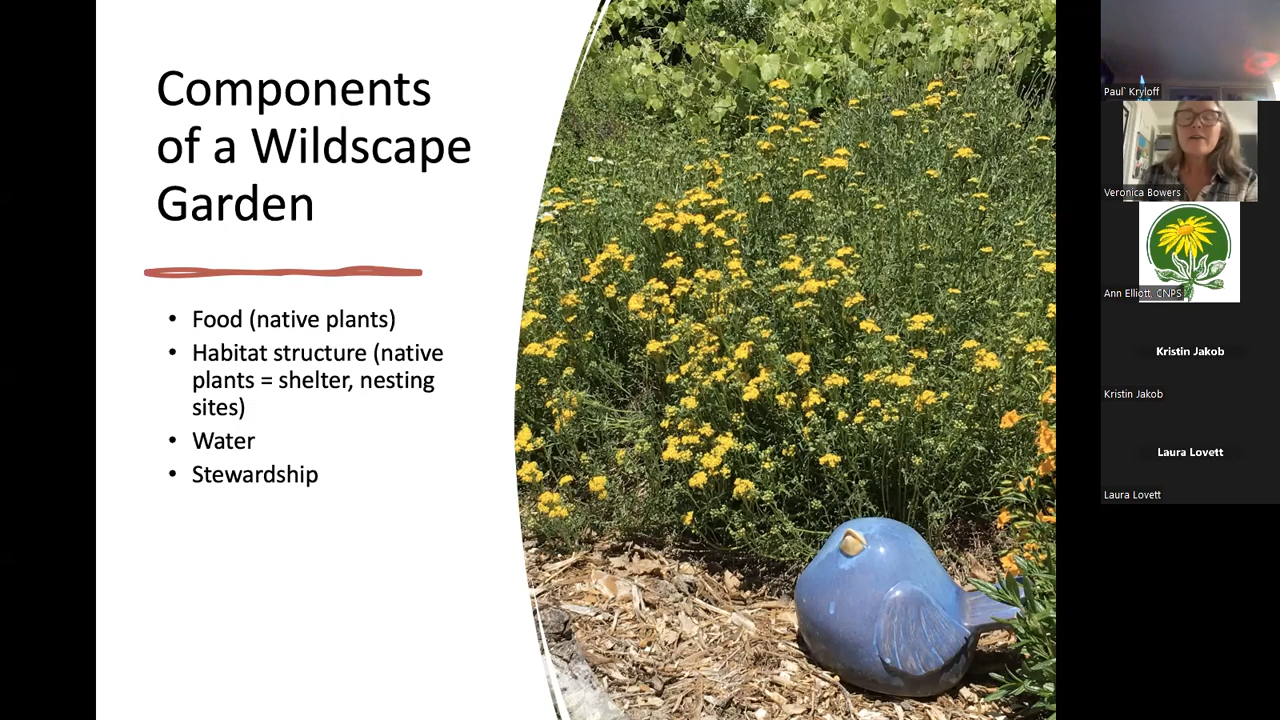 Components
of a Wildscape
Garden
• Food (native plants)
• Habitat structure (native
plants = shelter, nesting
sites)
• Water
• Stewardship
Paul` Kryloff
Veronica Bowers
Ann Elliott, CNPS
Kristin Jakob
Kristin Jakob
Laura Lovett
Laura Lovett